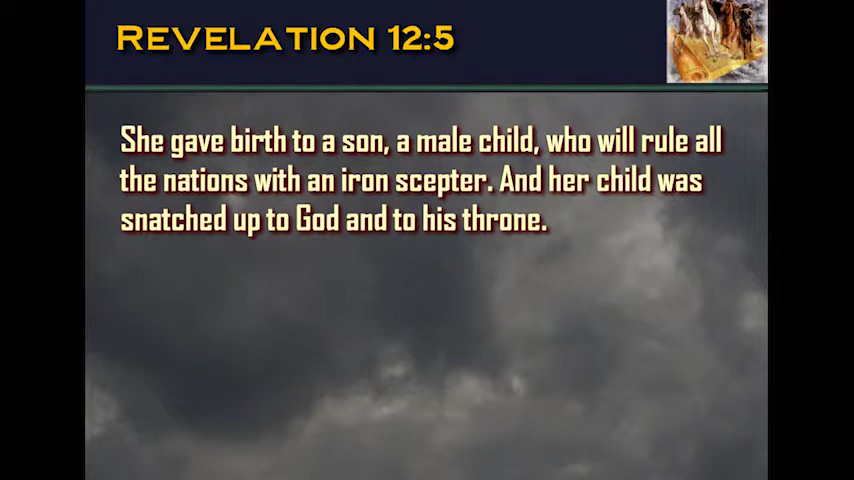 REVELATION 12:5
She gave birth to a son, a male child, who will rule all
the nations with an iron scepter. And her child was
snatched up to God and to his throne.